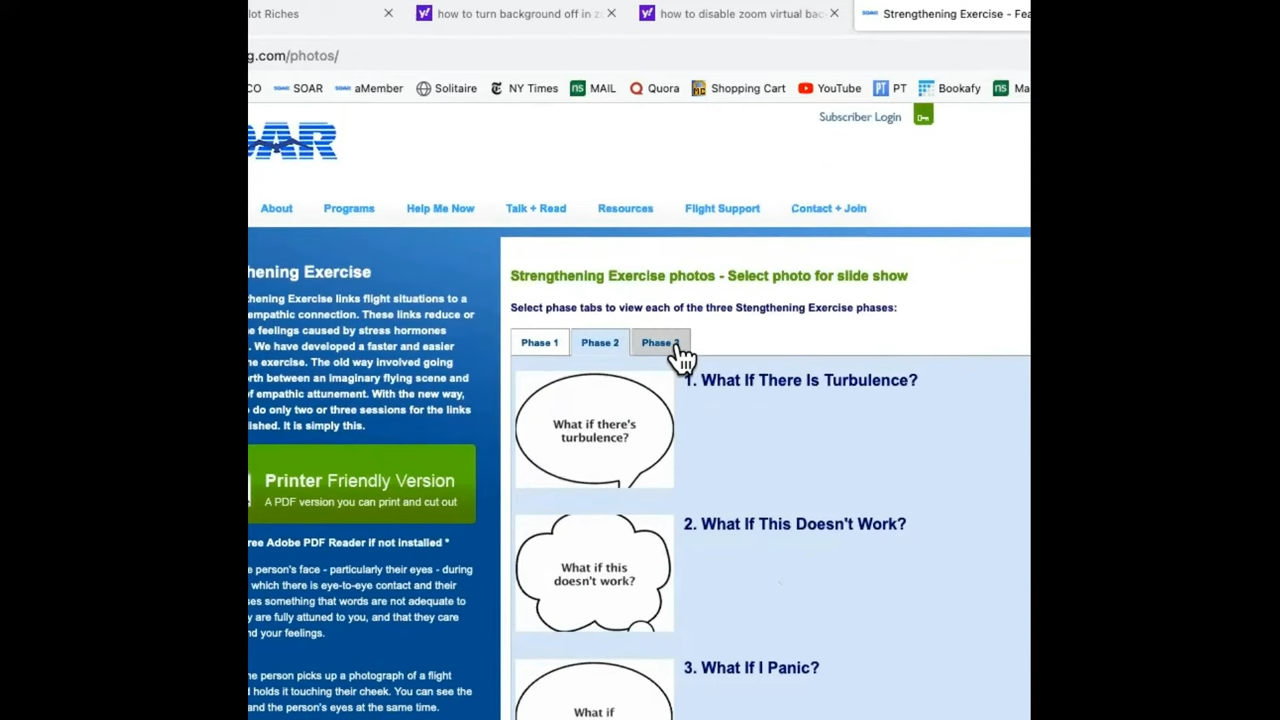 lot Riches
how to turn background off in z
how to disable zoom virtual bac
Strengthening Exercise - Fea
g.com/photos/
CO
SOAR
aMember
Solitaire
NY Times
MAIL
Quora
Shopping Cart
YouTube
PT
Bookafy
Ma
Subscriber Login
OAR
About
Programs
Help Me Now
Talk + Read
Resources
Flight Support
Contact + Join
hening Exercise
hening Exercise links flight situations to a
empathic connection. These links reduce or
e feelings caused by stress hormones
. We have developed a faster and easier
e exercise. The old way involved going
rth between an imaginary flying scene and
of empathic attunement. With the new way,
do only two or three sessions for the links
lished. It is simply this.
Printer Friendly Version
A PDF version you can print and cut out
ree Adobe PDF Reader if not installed *
e person's face - particularly their eyes - during
which there is eye-to-eye contact and their
ses something that words are not adequate to
y are fully attuned to you, and that they care
nd your feelings.
e person picks up a photograph of a flight
holds it touching their cheek. You can see the
and the person's eyes at the same time.
Strengthening Exercise photos - Select photo for slide show
Select phase tabs to view each of the three Stengthening Exercise phases:
Phase 1
Phase 2
Phase 3
1. What If There Is Turbulence?
What if there's
turbulence?
2. What If This Doesn't Work?
What if this
doesn't work?
3. What If I Panic?
What if